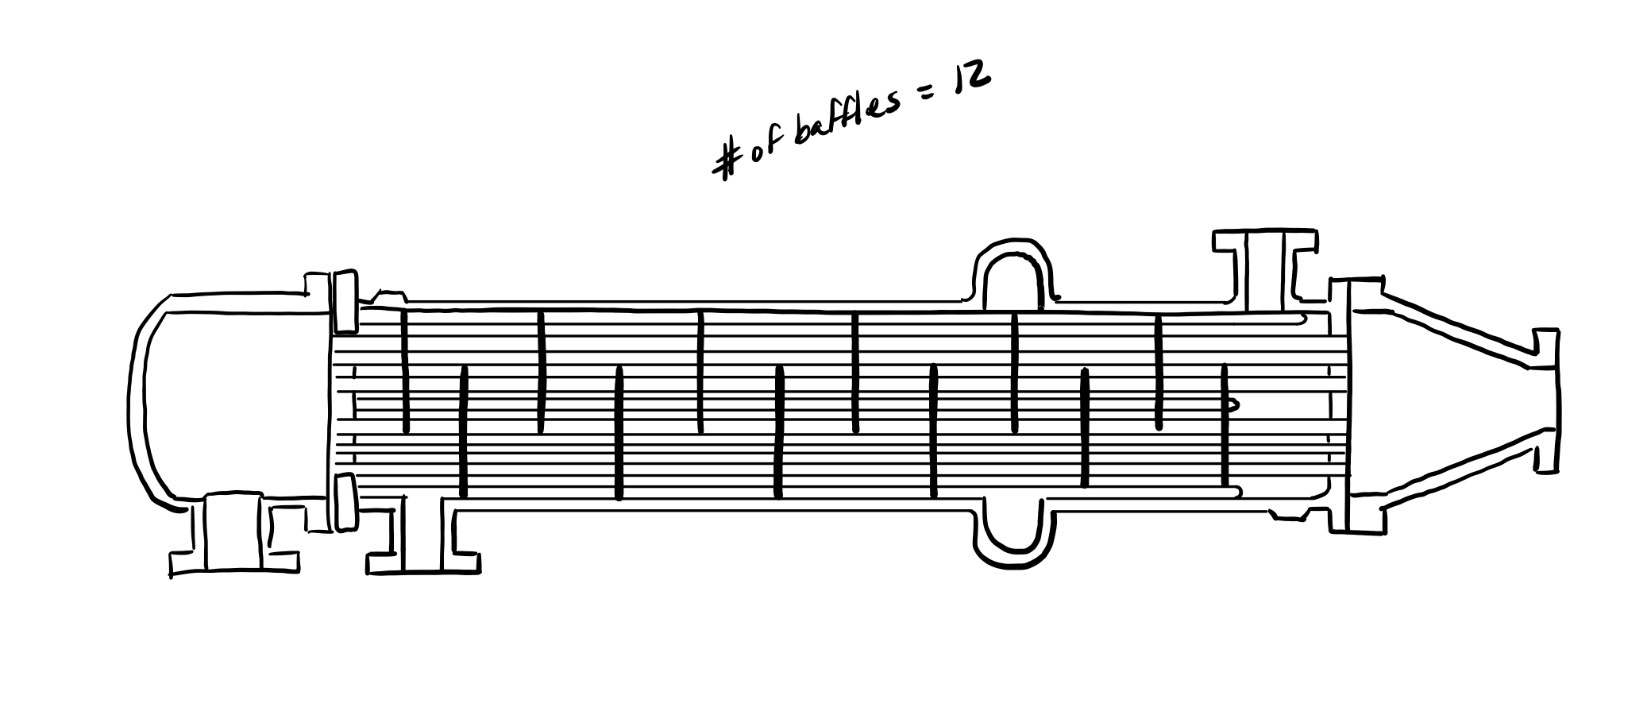 # of baffles = 12